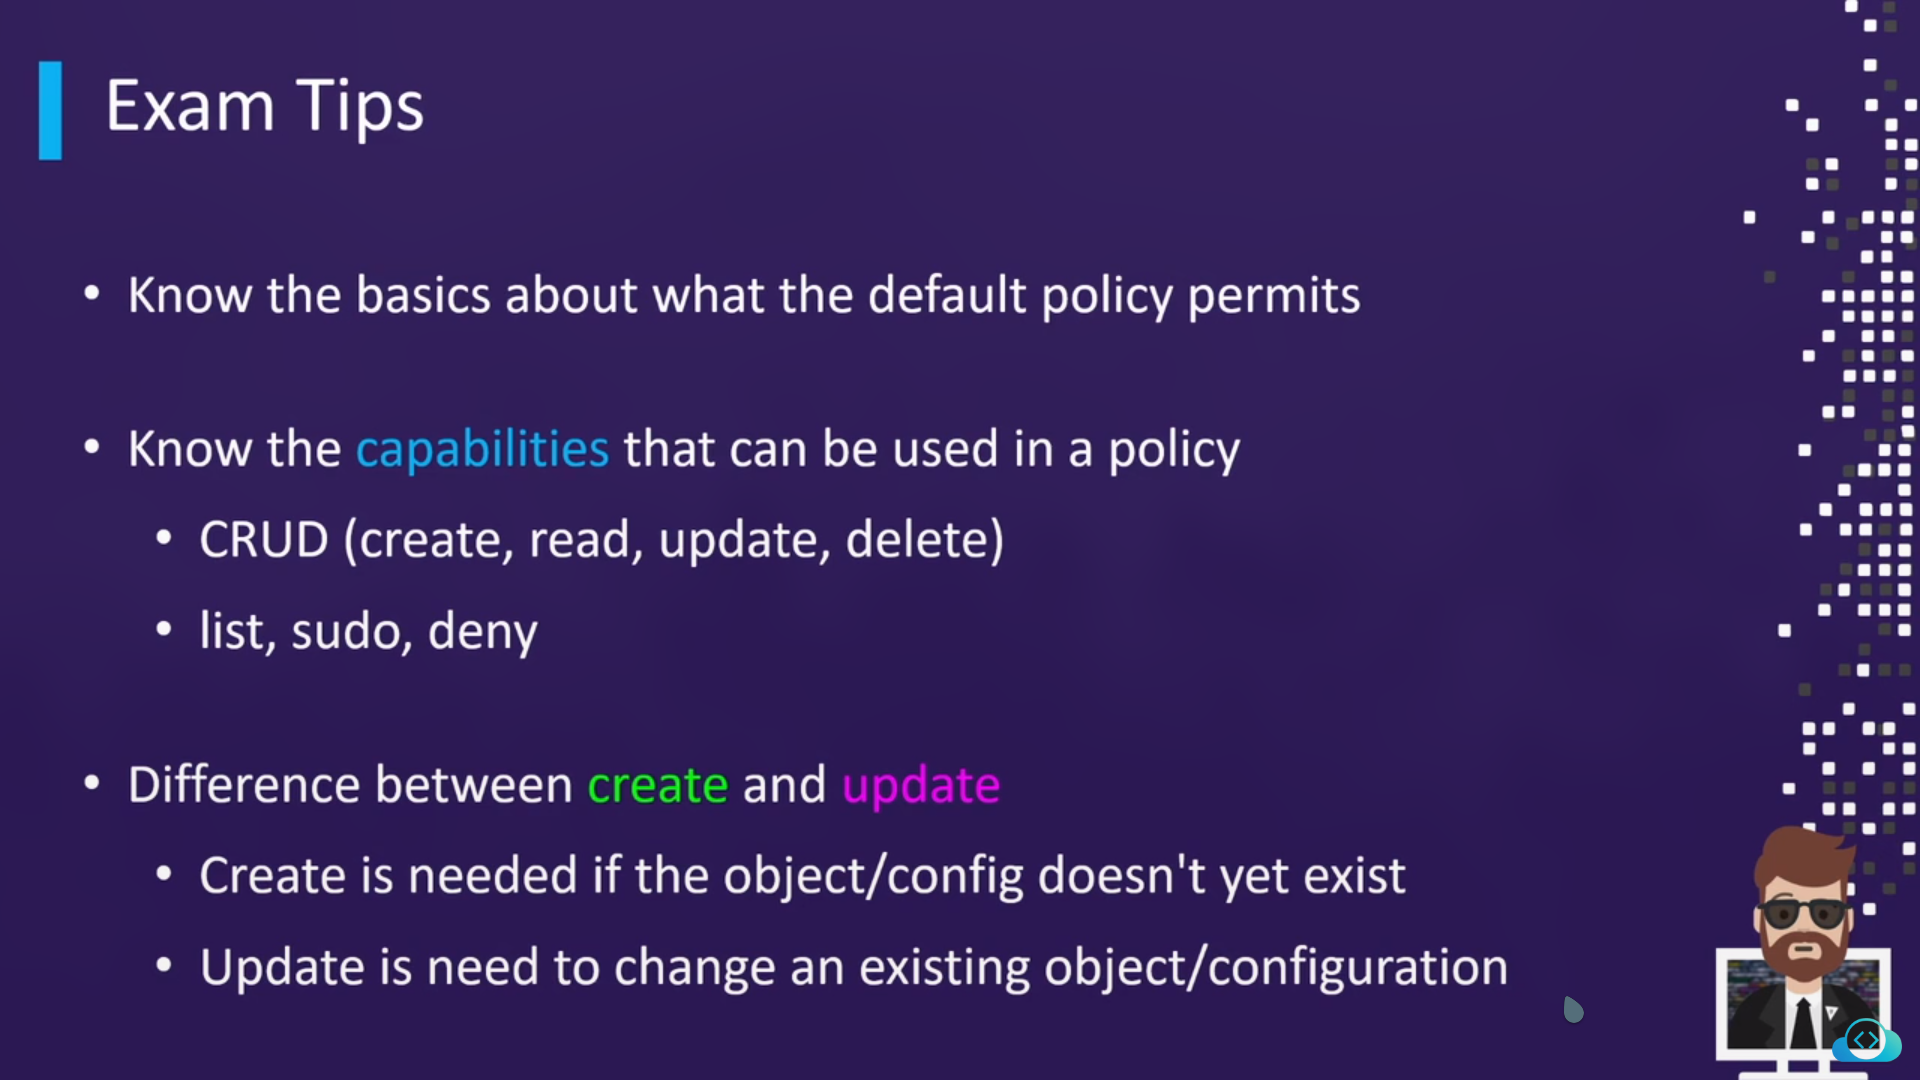 Exam Tips
• Know the basics about what the default policy permits
• Know the capabilities that can be used in a policy
• CRUD (create, read, update, delete)
• list, sudo, deny
• Difference between create and update
• Create is needed if the object/config doesn't yet exist
• Update is need to change an existing object/configuration